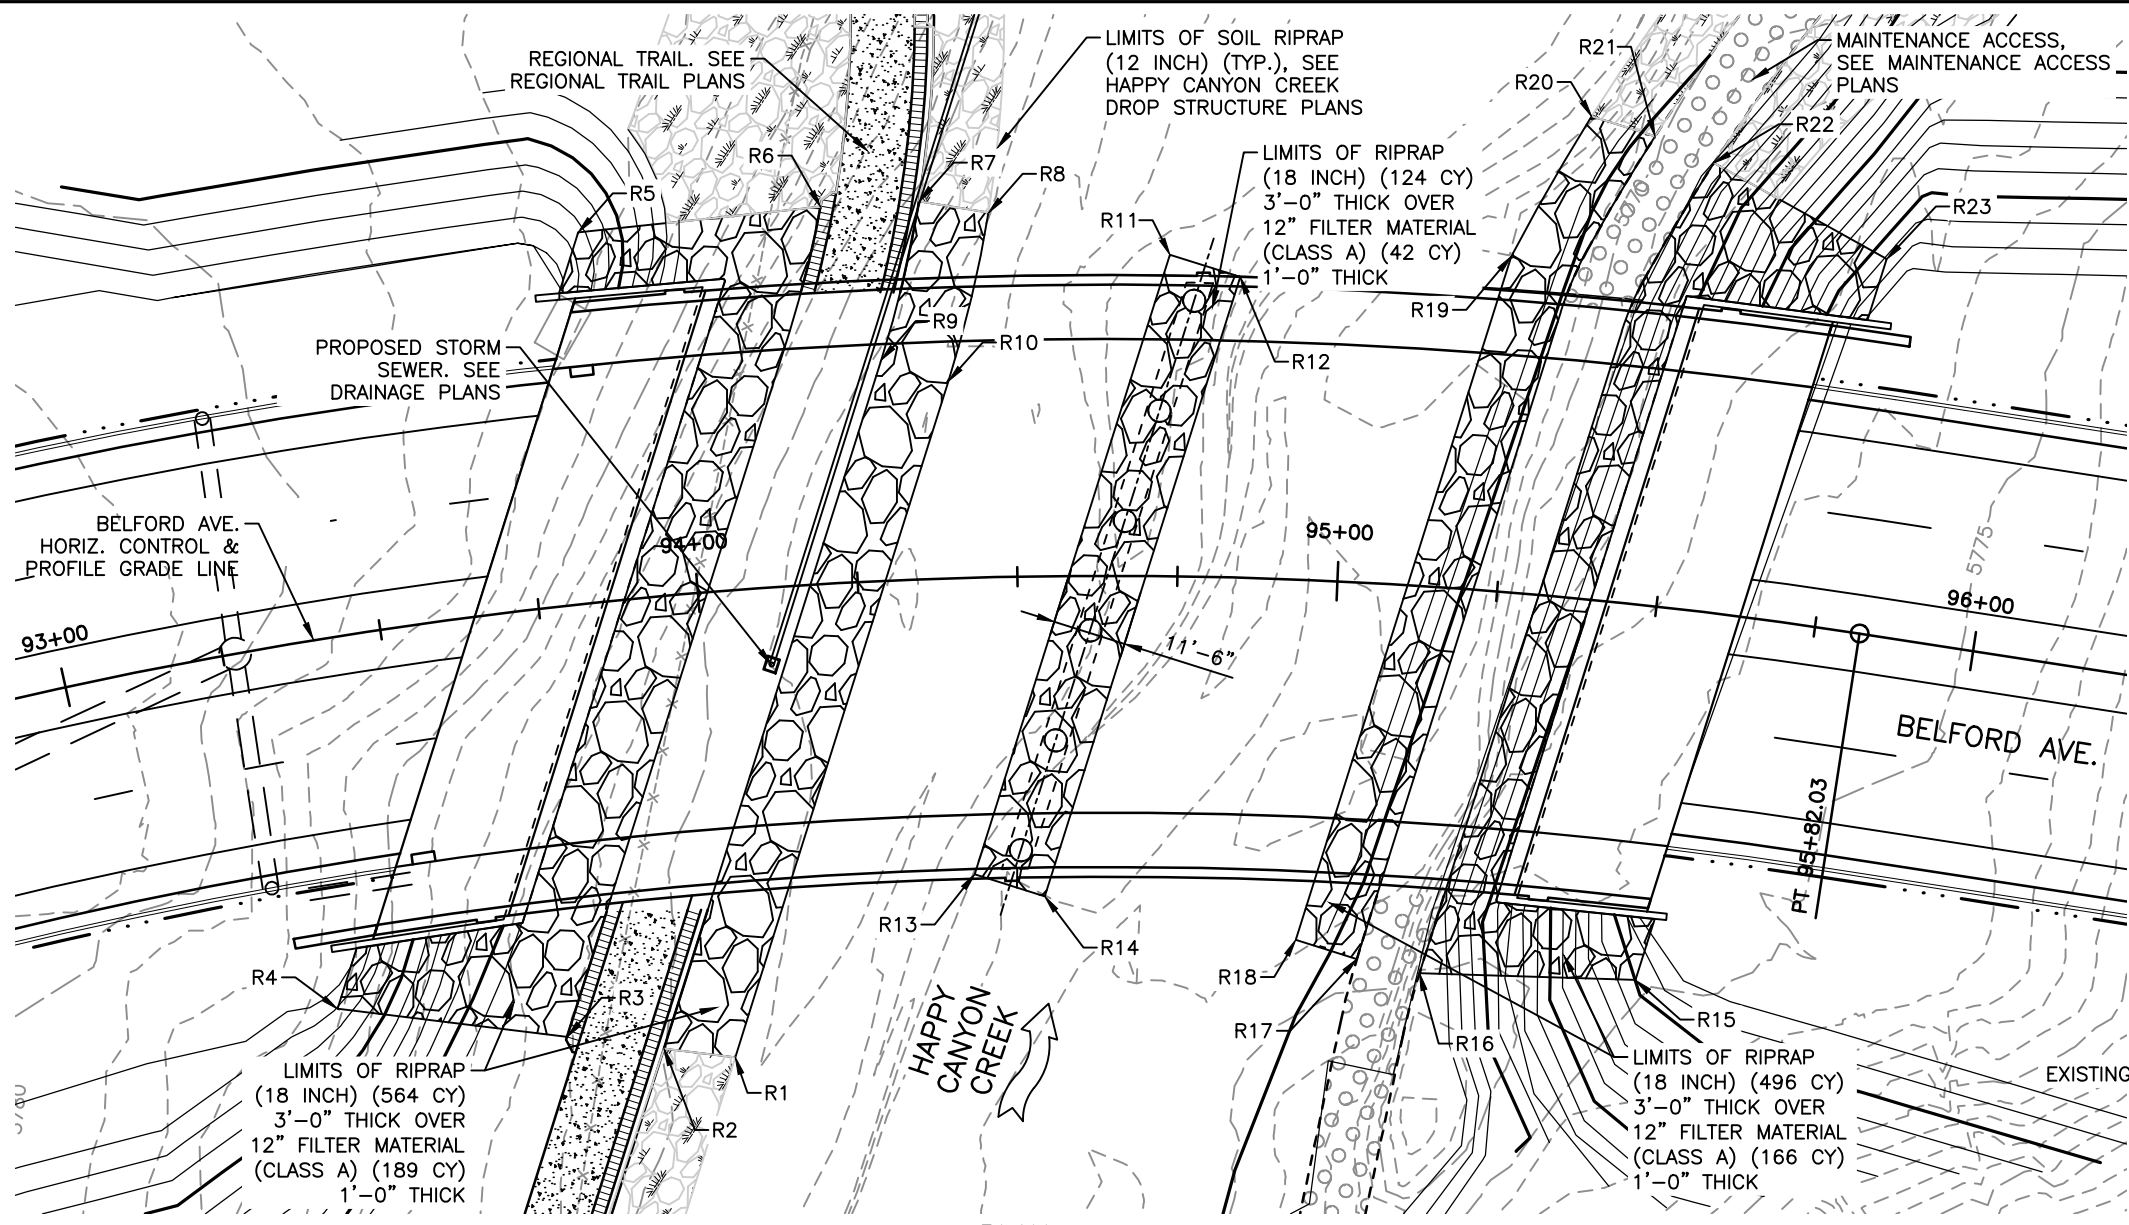 REGIONAL TRAIL. SEE
REGIONAL TRAIL PLANS
LIMITS OF SOIL RIPRAP
(12 INCH) (TYP.), SEE
HAPPY CANYON CREEK
DROP STRUCTURE PLANS
R21
R20
MAINTENANCE ACCESS,
SEE MAINTENANCE ACCESS
PLANS
R22
R6
R7
R8
R5
R11
LIMITS OF RIPRAP
(18 INCH) (124 CY)
3'-0" THICK OVER
12" FILTER MATERIAL
(CLASS A) (42 CY)
1'-0" THICK
5770
R23
R19
R9
R10
R12
PROPOSED STORM
SEWER. SEE
DRAINAGE PLANS
BELFORD AVE.
HORIZ. CONTROL &
PROFILE GRADE LINE
93+00
94+00
95+00
96+00
5775
11'-6"
BELFORD AVE.
PT 95+82.03
R13
R14
R18
R17
R16
R15
R4
R3
R1
R2
HAPPY
CANYON
CREEK
LIMITS OF RIPRAP
(18 INCH) (564 CY)
3'-0" THICK OVER
12" FILTER MATERIAL
(CLASS A) (189 CY)
1'-0" THICK
LIMITS OF RIPRAP
(18 INCH) (496 CY)
3'-0" THICK OVER
12" FILTER MATERIAL
(CLASS A) (166 CY)
1'-0" THICK
EXISTING